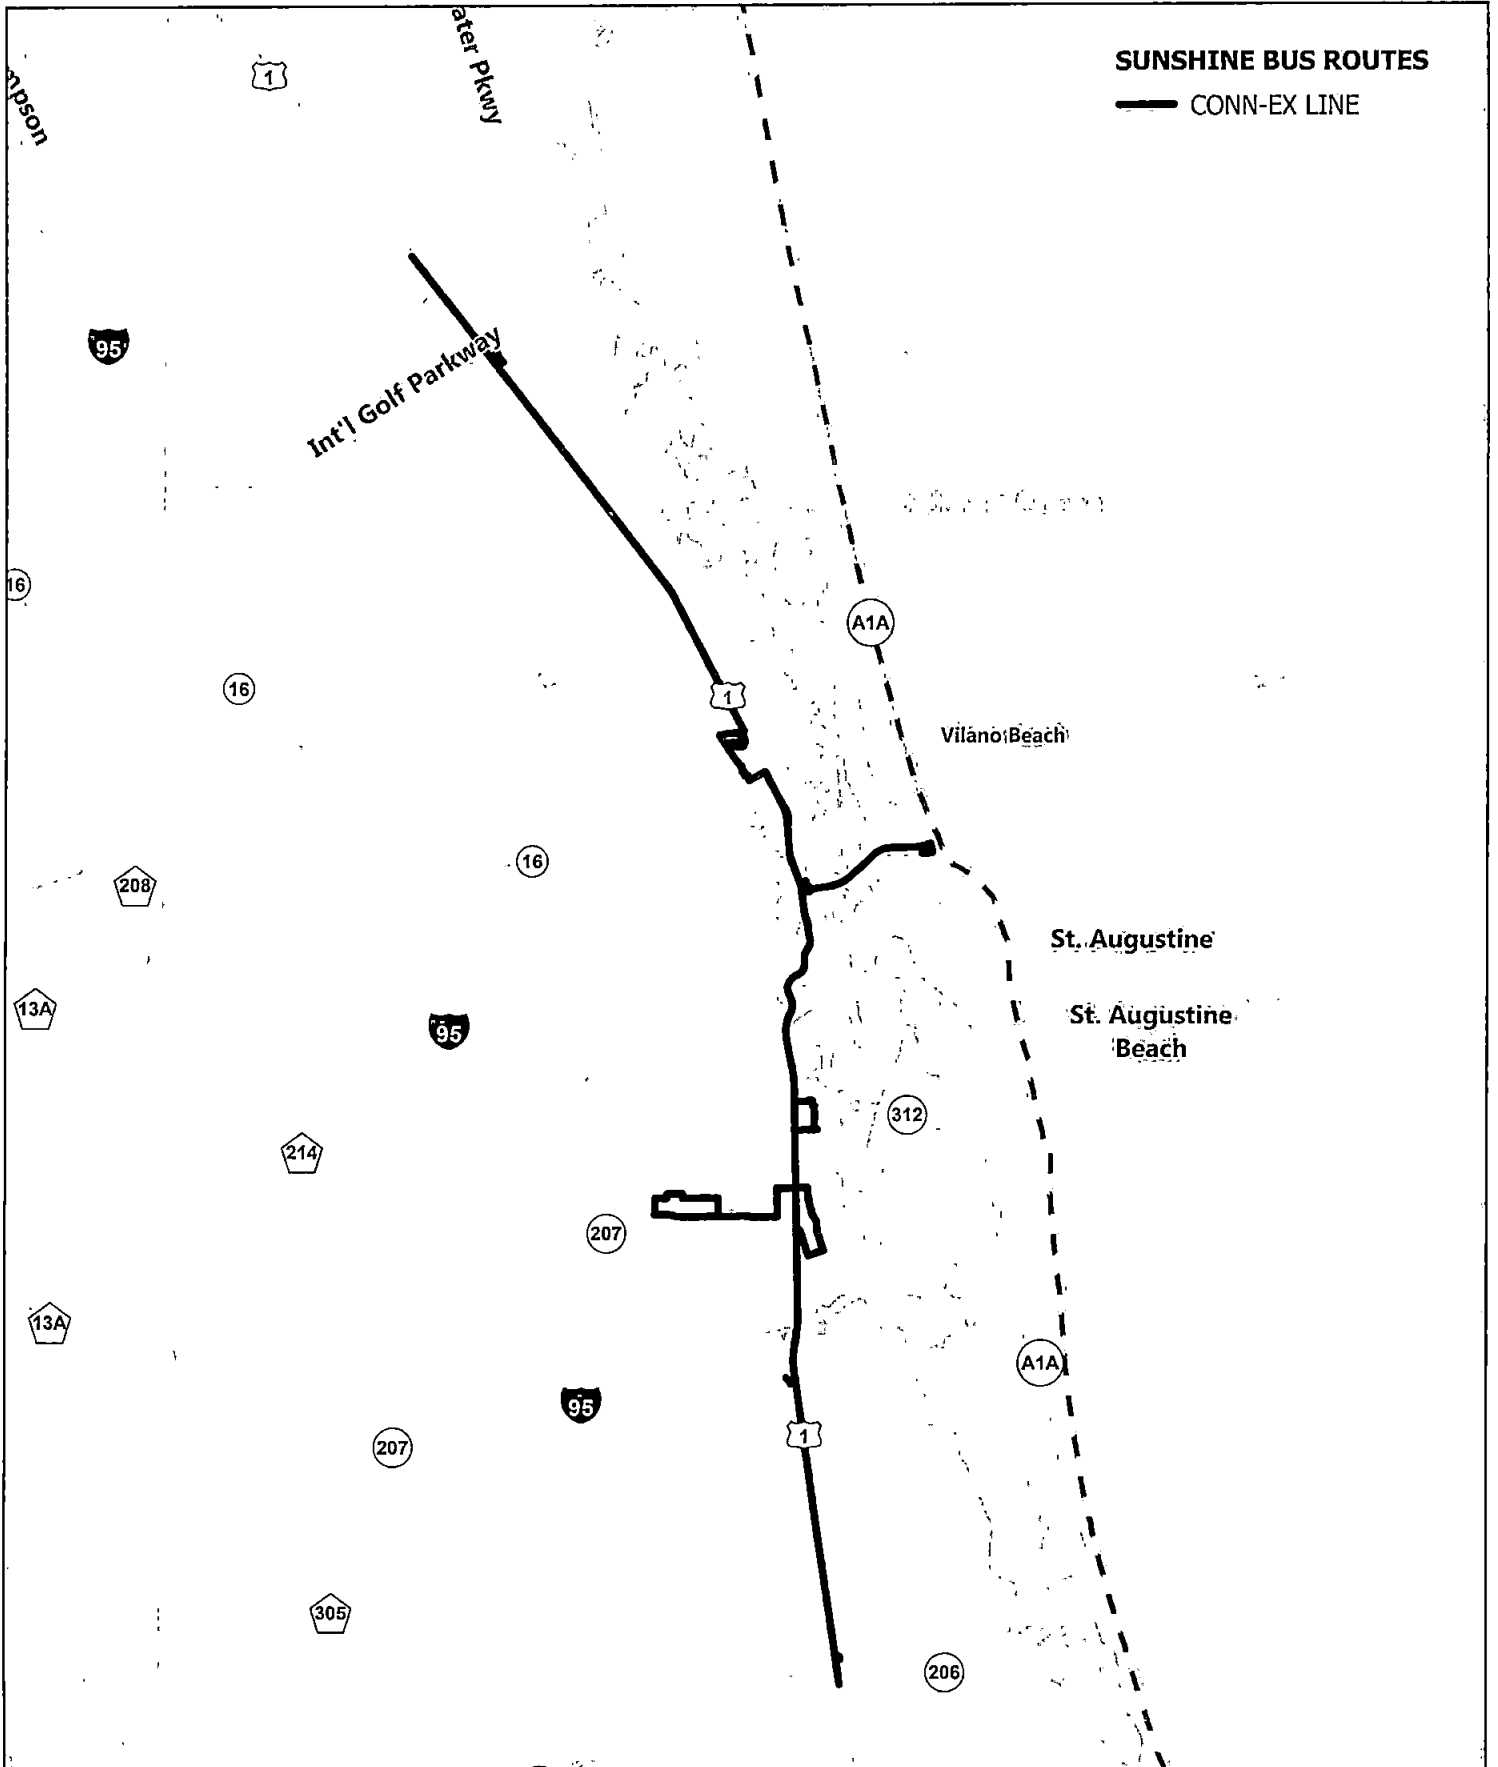 ater Pkwy
mpson
1
SUNSHINE BUS ROUTES
CONN-EX LINE
95
Int'l Golf Parkway
16
A1A
16
1
Vilano Beach
16
208
St. Augustine
13A
St. Augustine
Beach
95
312
214
207
13A
A1A
95
1
207
305
206